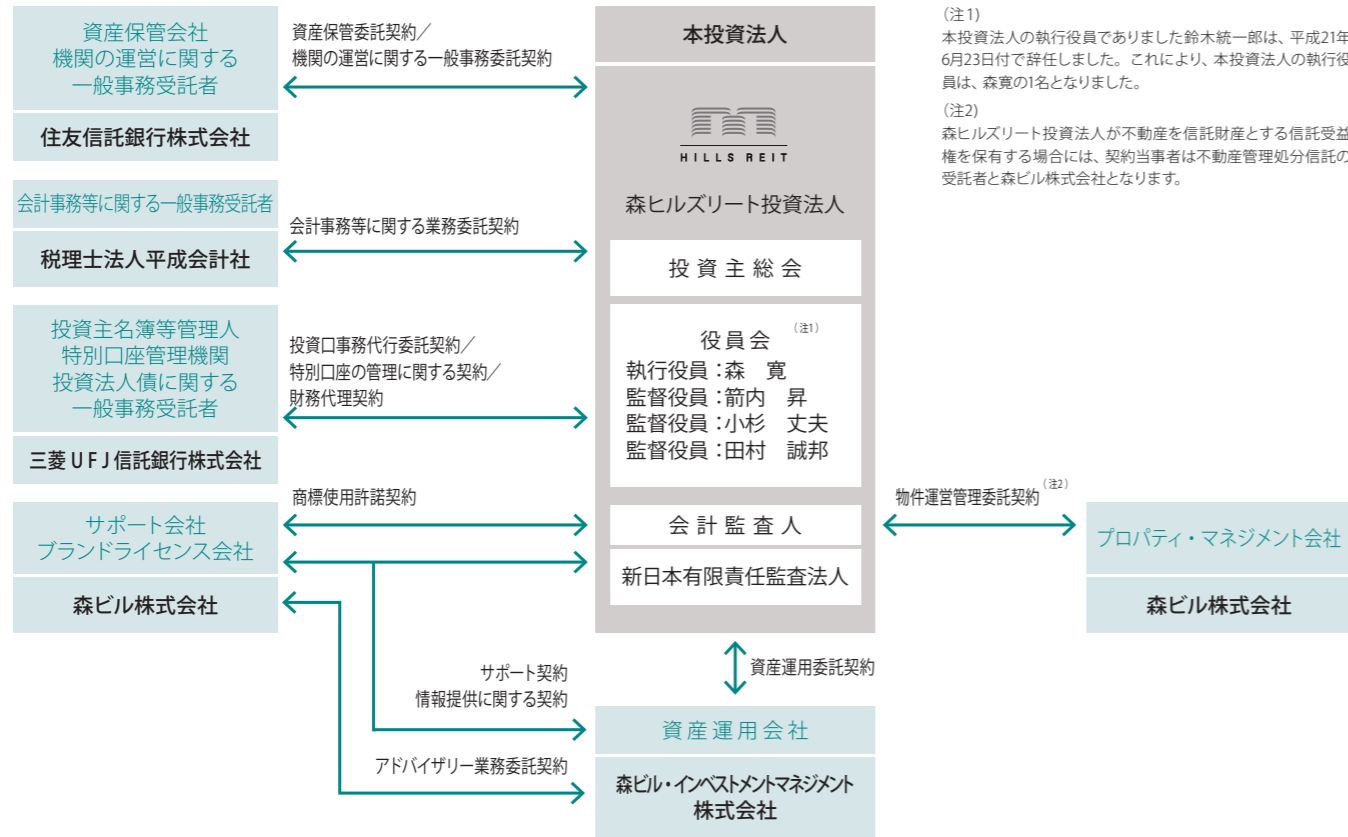 資産保管会社
機関の運営に関する
一般事務受託者
住友信託銀行株式会社
資産保管委託契約／
機関の運営に関する一般事務委託契約
会計事務等に関する一般事務受託者
税理士法人平成会計社
会計事務等に関する業務委託契約
投資主名簿等管理人
特別口座管理機関
投資法人債に関する
一般事務受託者
三菱UFJ信託銀行株式会社
投資口事務代行委託契約／
特別口座の管理に関する契約／
財務代理契約
サポート会社
ブランドライセンス会社
森ビル株式会社
商標使用許諾契約
サポート契約
情報提供に関する契約
アドバイザリー業務委託契約
本投資法人
HILLS REIT
森ヒルズリート投資法人
投資主総会
役員会（注1）
執行役員：森　寛
監督役員：箭内　昇
監督役員：小杉　丈夫
監督役員：田村　誠邦
会計監査人
新日本有限責任監査法人
資産運用委託契約
資産運用会社
森ビル・インベストメントマネジメント
株式会社
物件運営管理委託契約（注2）
プロパティ・マネジメント会社
森ビル株式会社
（注1）
本投資法人の執行役員でありました鈴木統一郎は、平成21年
6月23日付で辞任しました。これにより、本投資法人の執行役
員は、森寛の1名となりました。
（注2）
森ヒルズリート投資法人が不動産を信託財産とする信託受益
権を保有する場合には、契約当事者は不動産管理処分信託の
受託者と森ビル株式会社となります。